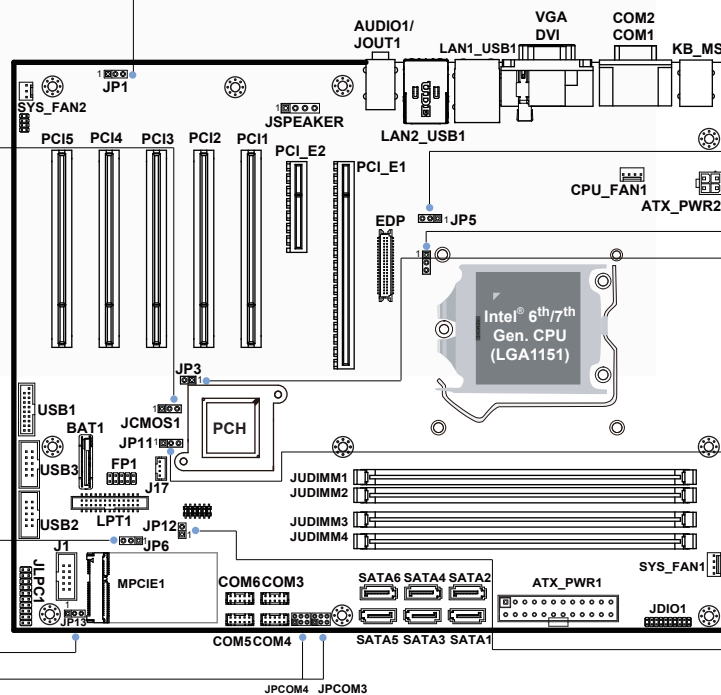 AUDIO1/
JOUT1
VGA
DVI
COM2
COM1
LAN1_USB1
KB_MS
1
JP1
SYS_FAN2
1
JSPEAKER
UDE
LAN2_USB1
PCI5 PCI4 PCI3 PCI2 PCI1
PCI_E2
PCI_E1
CPU_FAN1
ATX_PWR2
EDP
1 JP5
1
Intel® 6th/7th
Gen. CPU
(LGA1151)
JP3
1
USB1
1
JCMOS1
BAT1
JP11 1
PCH
USB3
FP1
J17
JUDIMM1
JUDIMM2
JUDIMM3
JUDIMM4
USB2
LPT1
JP12
1
J1
1 JP6
JLPC1
MPCIE1
SYS_FAN1
COM6 COM3
SATA6 SATA4 SATA2
ATX_PWR1
1
JP13
JDIO1
COM5 COM4
SATA5 SATA3 SATA1
JPCOM4 JPCOM3